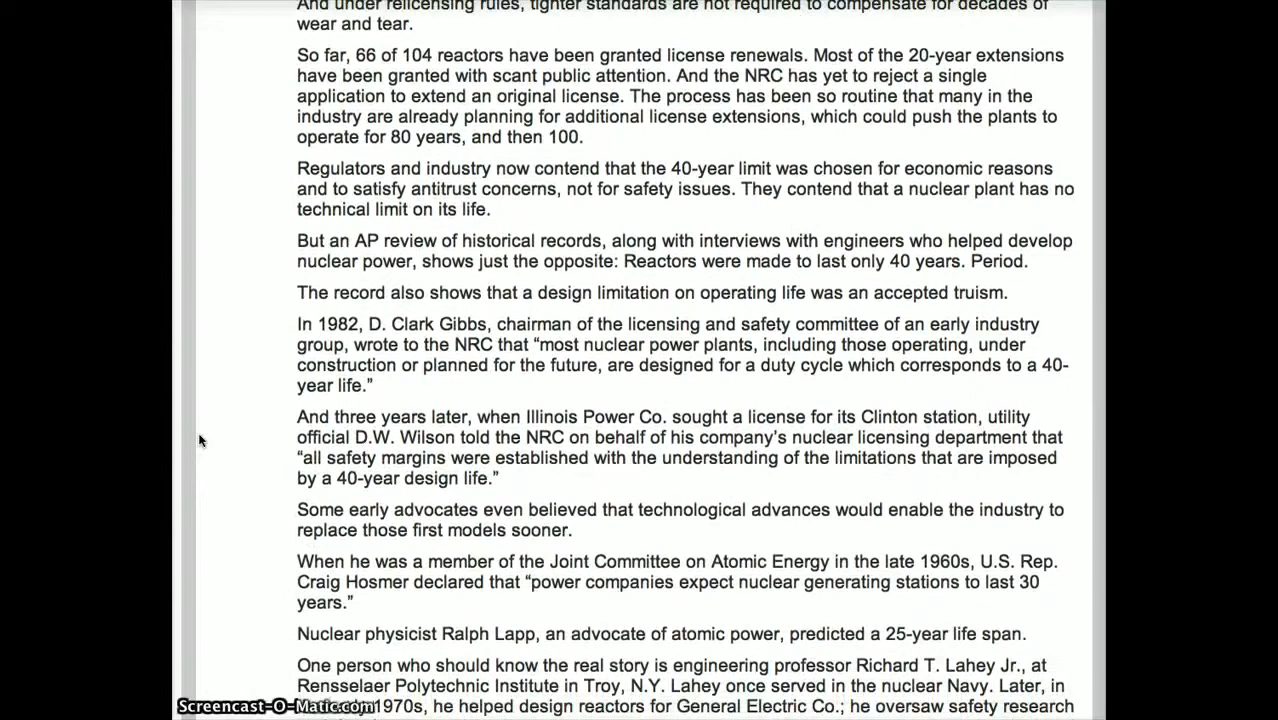 And under relicensing rules, tighter standards are not required to compensate for decades of
wear and tear.
So far, 66 of 104 reactors have been granted license renewals. Most of the 20-year extensions
have been granted with scant public attention. And the NRC has yet to reject a single
application to extend an original license. The process has been so routine that many in the
industry are already planning for additional license extensions, which could push the plants to
operate for 80 years, and then 100.
Regulators and industry now contend that the 40-year limit was chosen for economic reasons
and to satisfy antitrust concerns, not for safety issues. They contend that a nuclear plant has no
technical limit on its life.
But an AP review of historical records, along with interviews with engineers who helped develop
nuclear power, shows just the opposite: Reactors were made to last only 40 years. Period.
The record also shows that a design limitation on operating life was an accepted truism.
In 1982, D. Clark Gibbs, chairman of the licensing and safety committee of an early industry
group, wrote to the NRC that “most nuclear power plants, including those operating, under
construction or planned for the future, are designed for a duty cycle which corresponds to a 40-
year life.”
And three years later, when Illinois Power Co. sought a license for its Clinton station, utility
official D.W. Wilson told the NRC on behalf of his company’s nuclear licensing department that
“all safety margins were established with the understanding of the limitations that are imposed
by a 40-year design life.”
Some early advocates even believed that technological advances would enable the industry to
replace those first models sooner.
When he was a member of the Joint Committee on Atomic Energy in the late 1960s, U.S. Rep.
Craig Hosmer declared that “power companies expect nuclear generating stations to last 30
years.”
Nuclear physicist Ralph Lapp, an advocate of atomic power, predicted a 25-year life span.
One person who should know the real story is engineering professor Richard T. Lahey Jr., at
Rensselaer Polytechnic Institute in Troy, N.Y. Lahey once served in the nuclear Navy. Later, in
1970s, he helped design reactors for General Electric Co.; he oversaw safety research
Screencast-O-Matic.com